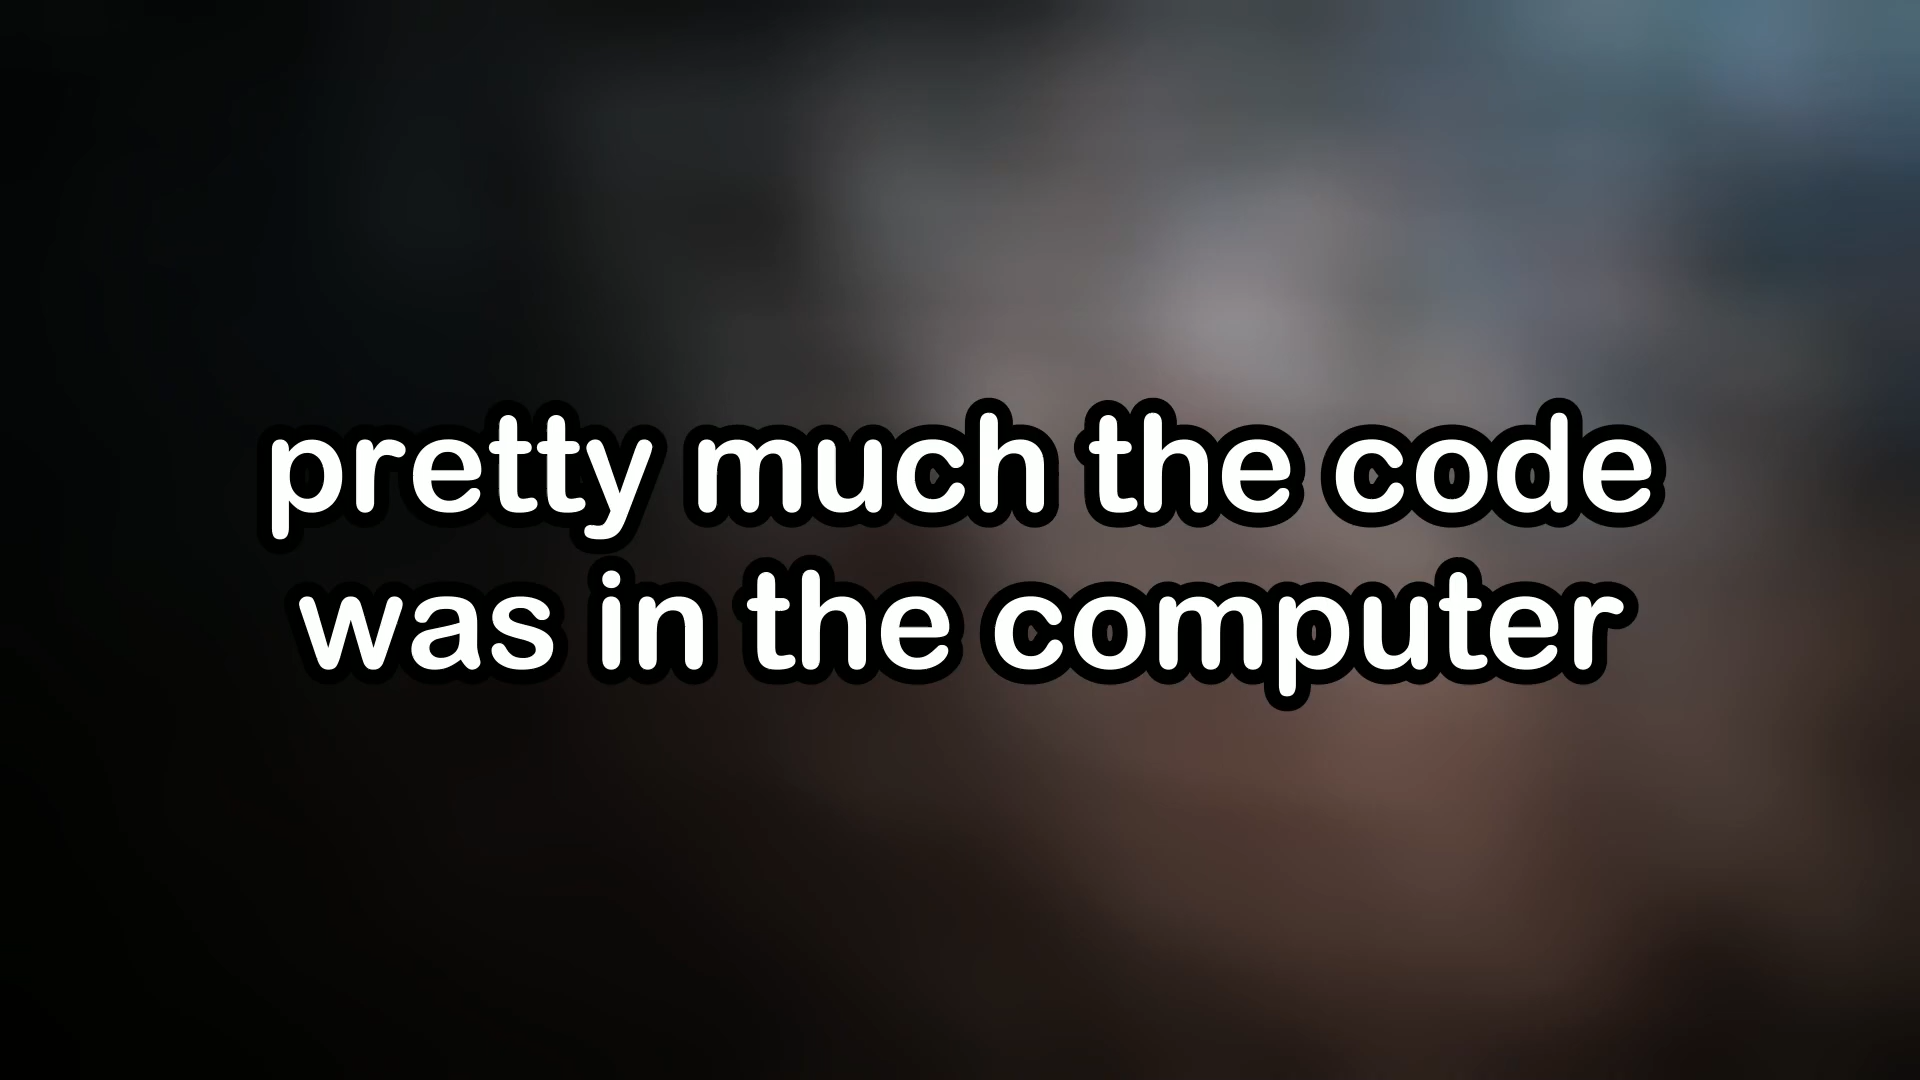 pretty much the code
was in the computer